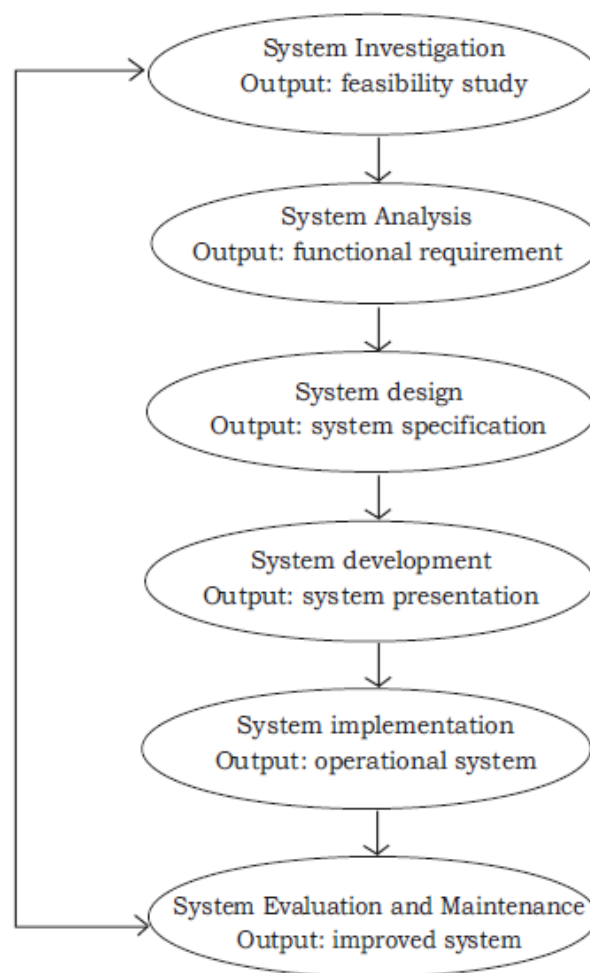 System Investigation
Output: feasibility study
System Analysis
Output: functional requirement
System design
Output: system specification
System development
Output: system presentation
System implementation
Output: operational system
System Evaluation and Maintenance
Output: improved system